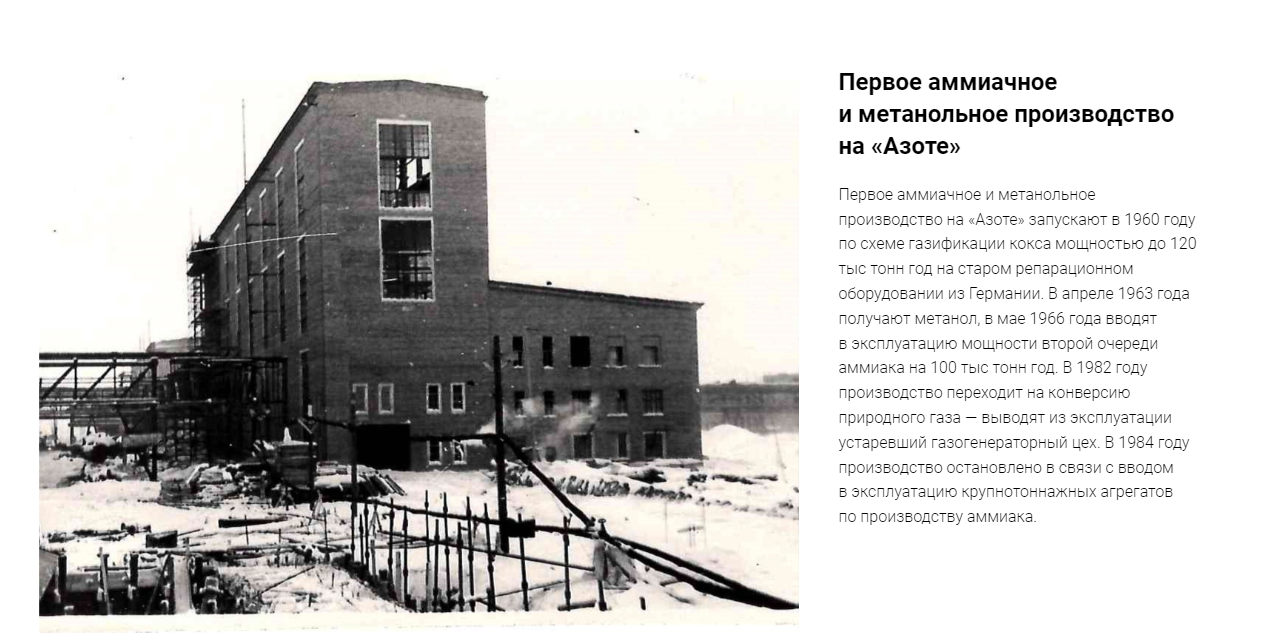 Первое аммиачное
и метанольное производство
на «Азоте»
Первое аммиачное и метанольное
производство на «Азоте» запускают в 1960 году
по схеме газификации кокса мощностью до 120
тыс тонн год на старом репарационном
оборудовании из Германии. В апреле 1963 года
получают метанол, в мае 1966 года вводят
в эксплуатацию мощности второй очереди
аммиака на 100 тыс тонн год. В 1982 году
производство переходит на конверсию
природного газа — выводят из эксплуатации
устаревший газогенераторный цех. В 1984 году
производство остановлено в связи с вводом
в эксплуатацию крупнотоннажных агрегатов
по производству аммиака.